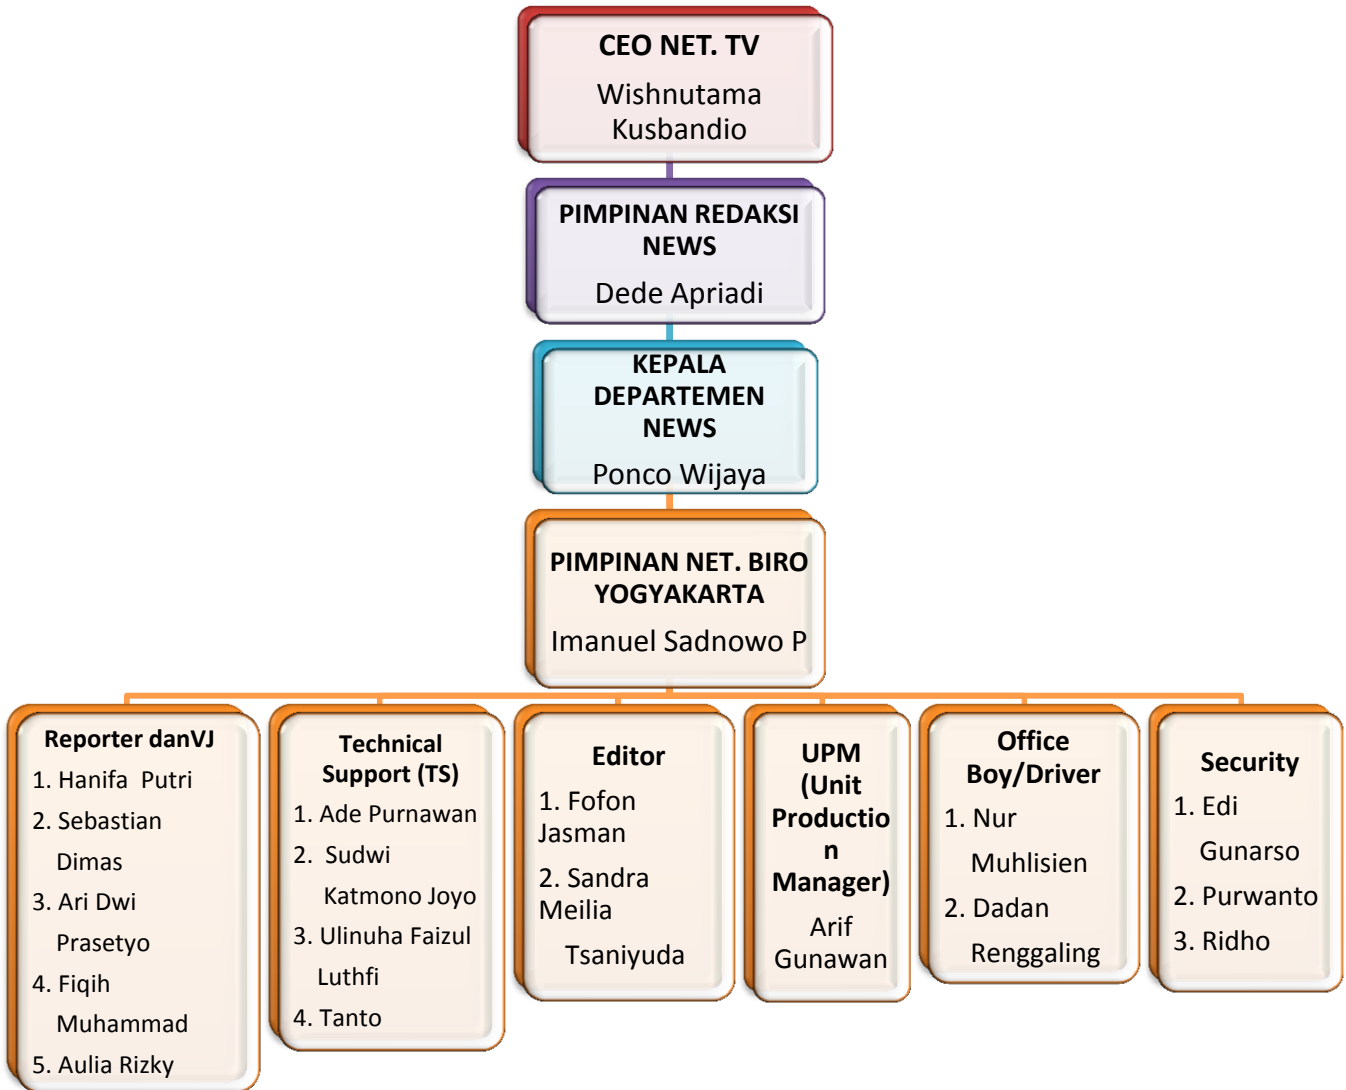 CEO NET. TV
Wishnutama
Kusbandio
PIMPINAN REDAKSI
NEWS
Dede Apriadi
KEPALA
DEPARTEMEN
NEWS
Ponco Wijaya
PIMPINAN NET. BIRO
YOGYAKARTA
Imanuel Sadnowo P
Reporter danVJ
1. Hanifa Putri
2. Sebastian
Dimas
3. Ari Dwi
Prasetyo
4. Fiqih
Muhammad
5. Aulia Rizky
Technical
Support (TS)
1. Ade Purnawan
2. Sudwi
Katmono Joyo
3. Ulinuha Faizul
Luthfi
4. Tanto
Editor
1. Fofon
Jasman
2. Sandra
Meilia
Tsaniyuda
UPM
(Unit
Productio
n
Manager)
Arif
Gunawan
Office
Boy/Driver
1. Nur
Muhlisien
2. Dadan
Renggaling
Security
1. Edi
Gunarso
2. Purwanto
3. Ridho